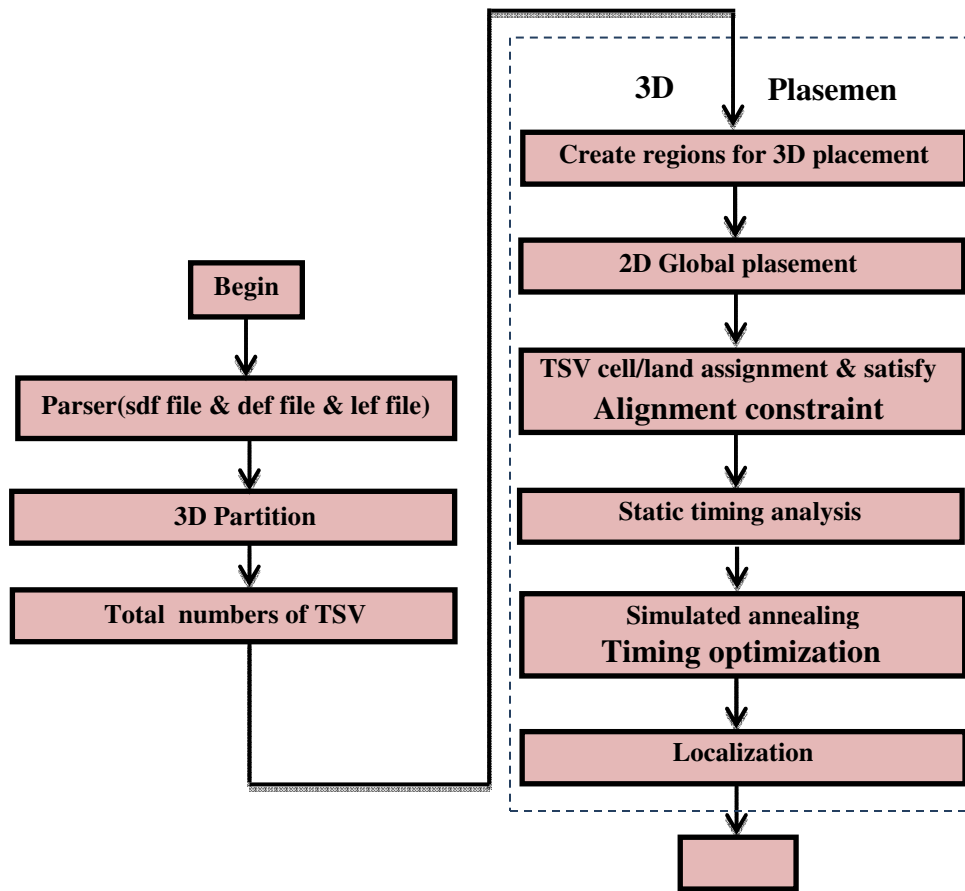 Begin
Parser(sdf file & def file & lef file)
3D Partition
Total numbers of TSV
3D Plasemen
Create regions for 3D placement
2D Global plasement
TSV cell/land assignment & satisfy
Alignment constraint
Static timing analysis
Simulated annealing
Timing optimization
Localization